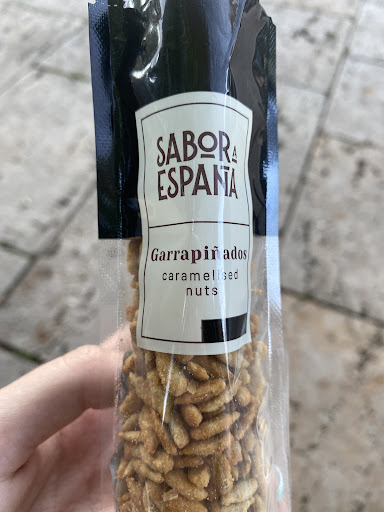 SABOR A
ESPAÑA
Garrapiñados
caramelised
nuts